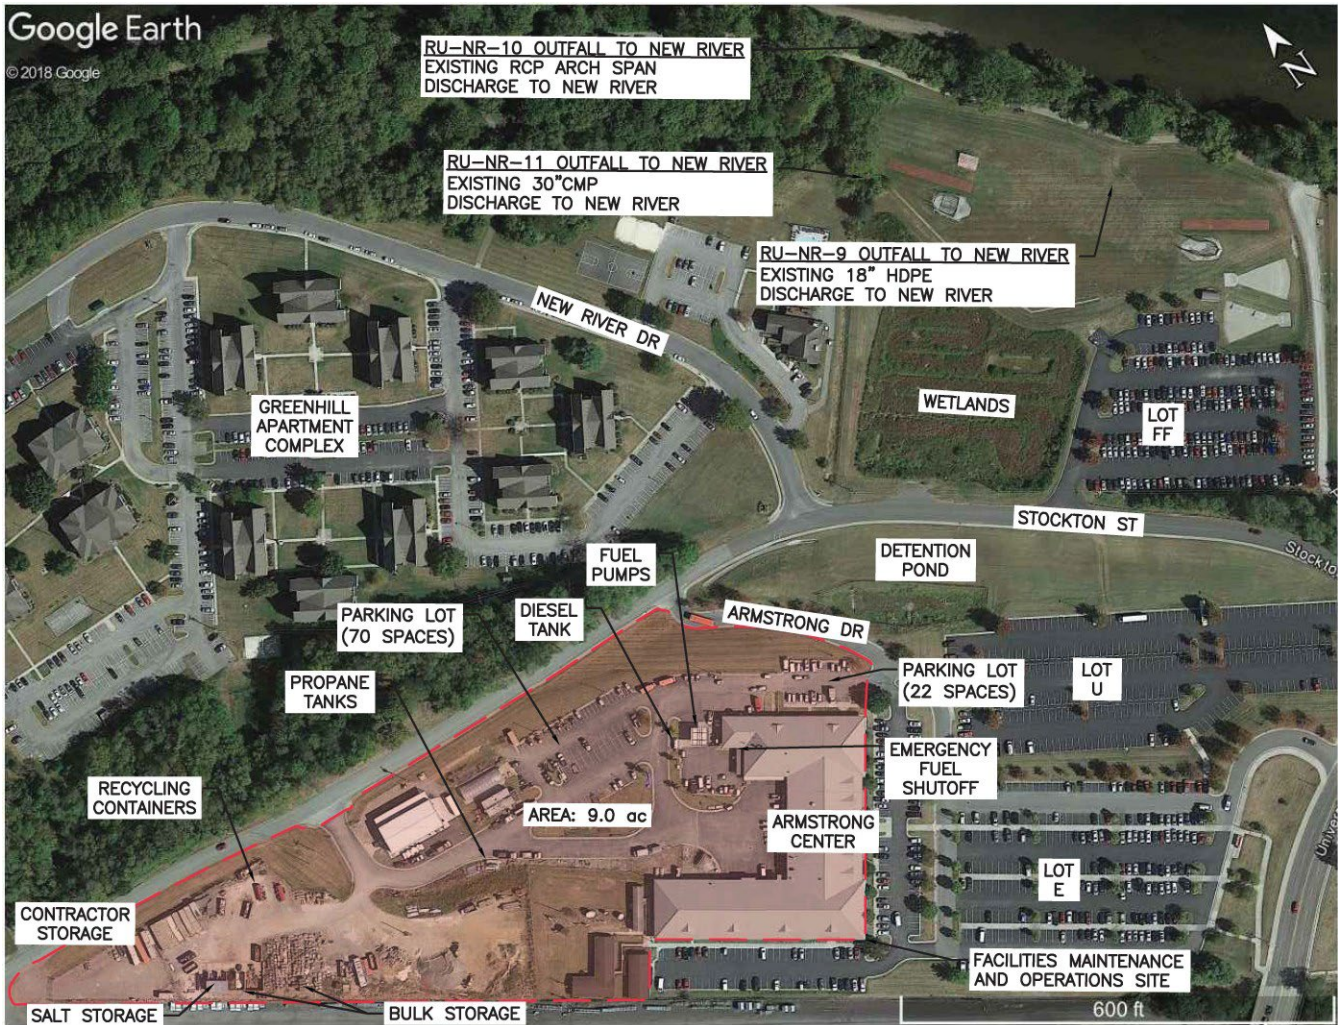 Google Earth
© 2018 Google
N
RU-NR-10 OUTFALL TO NEW RIVER
EXISTING RCP ARCH SPAN
DISCHARGE TO NEW RIVER
RU-NR-11 OUTFALL TO NEW RIVER
EXISTING 30"CMP
DISCHARGE TO NEW RIVER
RU-NR-9 OUTFALL TO NEW RIVER
EXISTING 18" HDPE
DISCHARGE TO NEW RIVER
NEW RIVER DR
GREENHILL
APARTMENT
COMPLEX
WETLANDS
LOT
FF
STOCKTON ST
Stockto
DETENTION
POND
FUEL
PUMPS
DIESEL
TANK
PARKING LOT
(70 SPACES)
ARMSTRONG DR
PROPANE
TANKS
PARKING LOT
(22 SPACES)
LOT
U
EMERGENCY
FUEL
SHUTOFF
RECYCLING
CONTAINERS
AREA: 9.0 ac
ARMSTRONG
CENTER
Univer
LOT
E
CONTRACTOR
STORAGE
FACILITIES MAINTENANCE
AND OPERATIONS SITE
SALT STORAGE
BULK STORAGE
600 ft